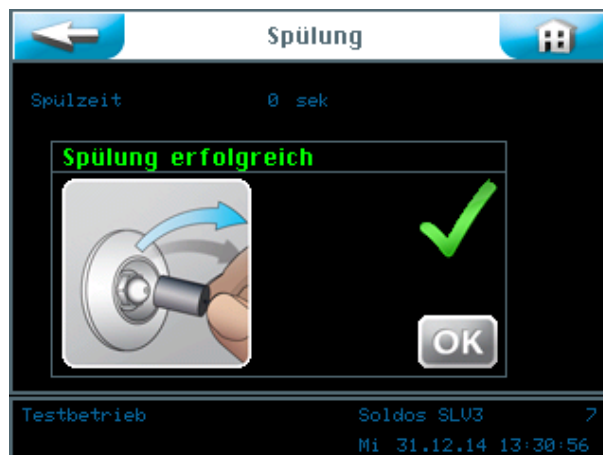 Spülung
Spülzeit 0 sek
Spülung erfolgreich
OK
Testbetrieb Soldos SLV3 7
Mi 31.12.14 13:30:56